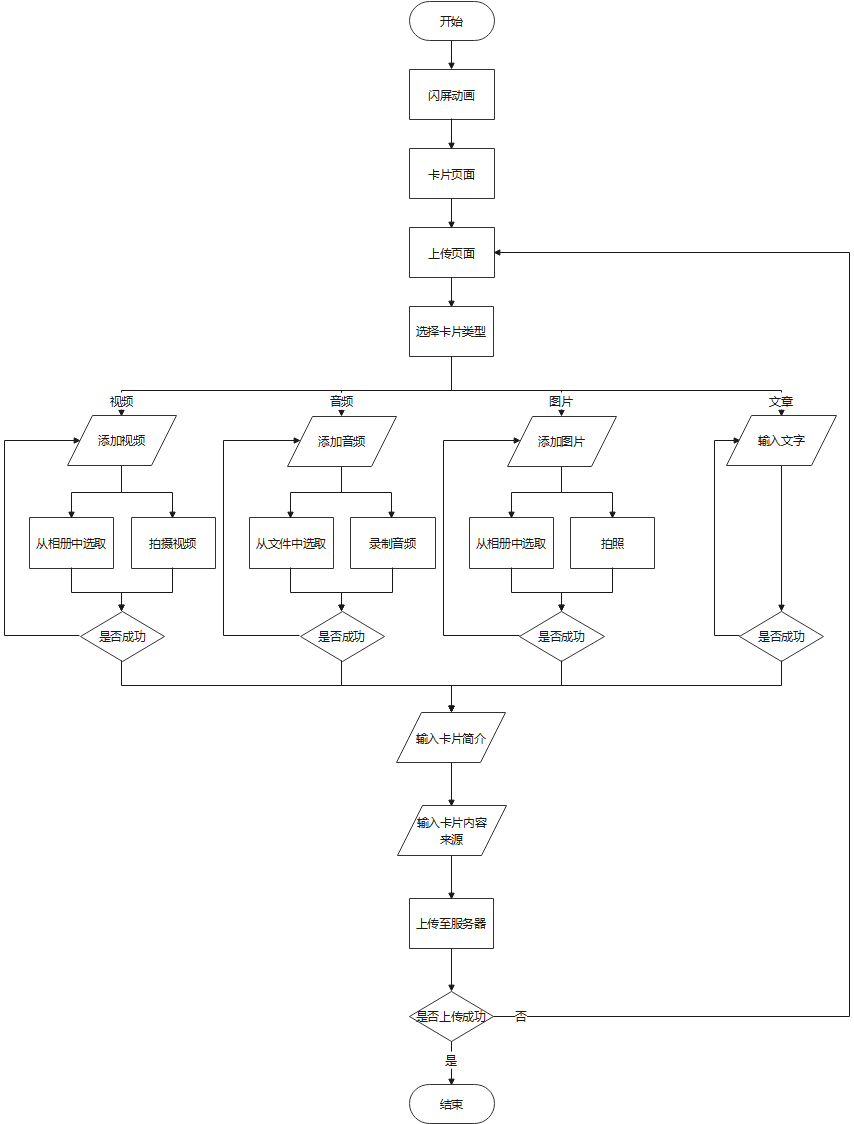 开始
闪屏动画
卡片页面
上传页面
选择卡片类型
视频
音频
图片
文章
添加视频
添加音频
添加图片
输入文字
从相册中选取
拍摄视频
从文件中选取
录制音频
从相册中选取
拍照
是否成功
是否成功
是否成功
是否成功
输入卡片简介
输入卡片内容
来源
上传至服务器
是否上传成功
否
是
结束